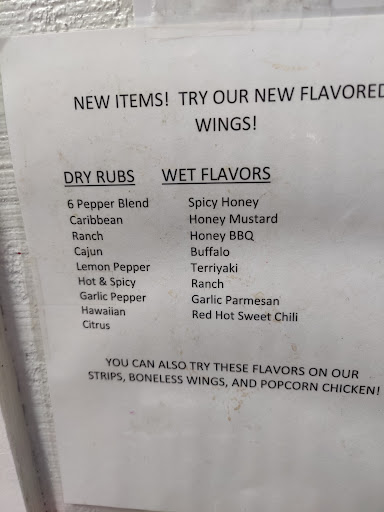 NEW ITEMS! TRY OUR NEW FLAVORED
WINGS!
DRY RUBS WET FLAVORS
6 Pepper Blend Spicy Honey
Caribbean Honey Mustard
Ranch Honey BBQ
Cajun Buffalo
Lemon Pepper Terriyaki
Hot & Spicy Ranch
Garlic Pepper Garlic Parmesan
Hawaiian Red Hot Sweet Chili
Citrus
YOU CAN ALSO TRY THESE FLAVORS ON OUR
STRIPS, BONELESS WINGS, AND POPCORN CHICKEN!